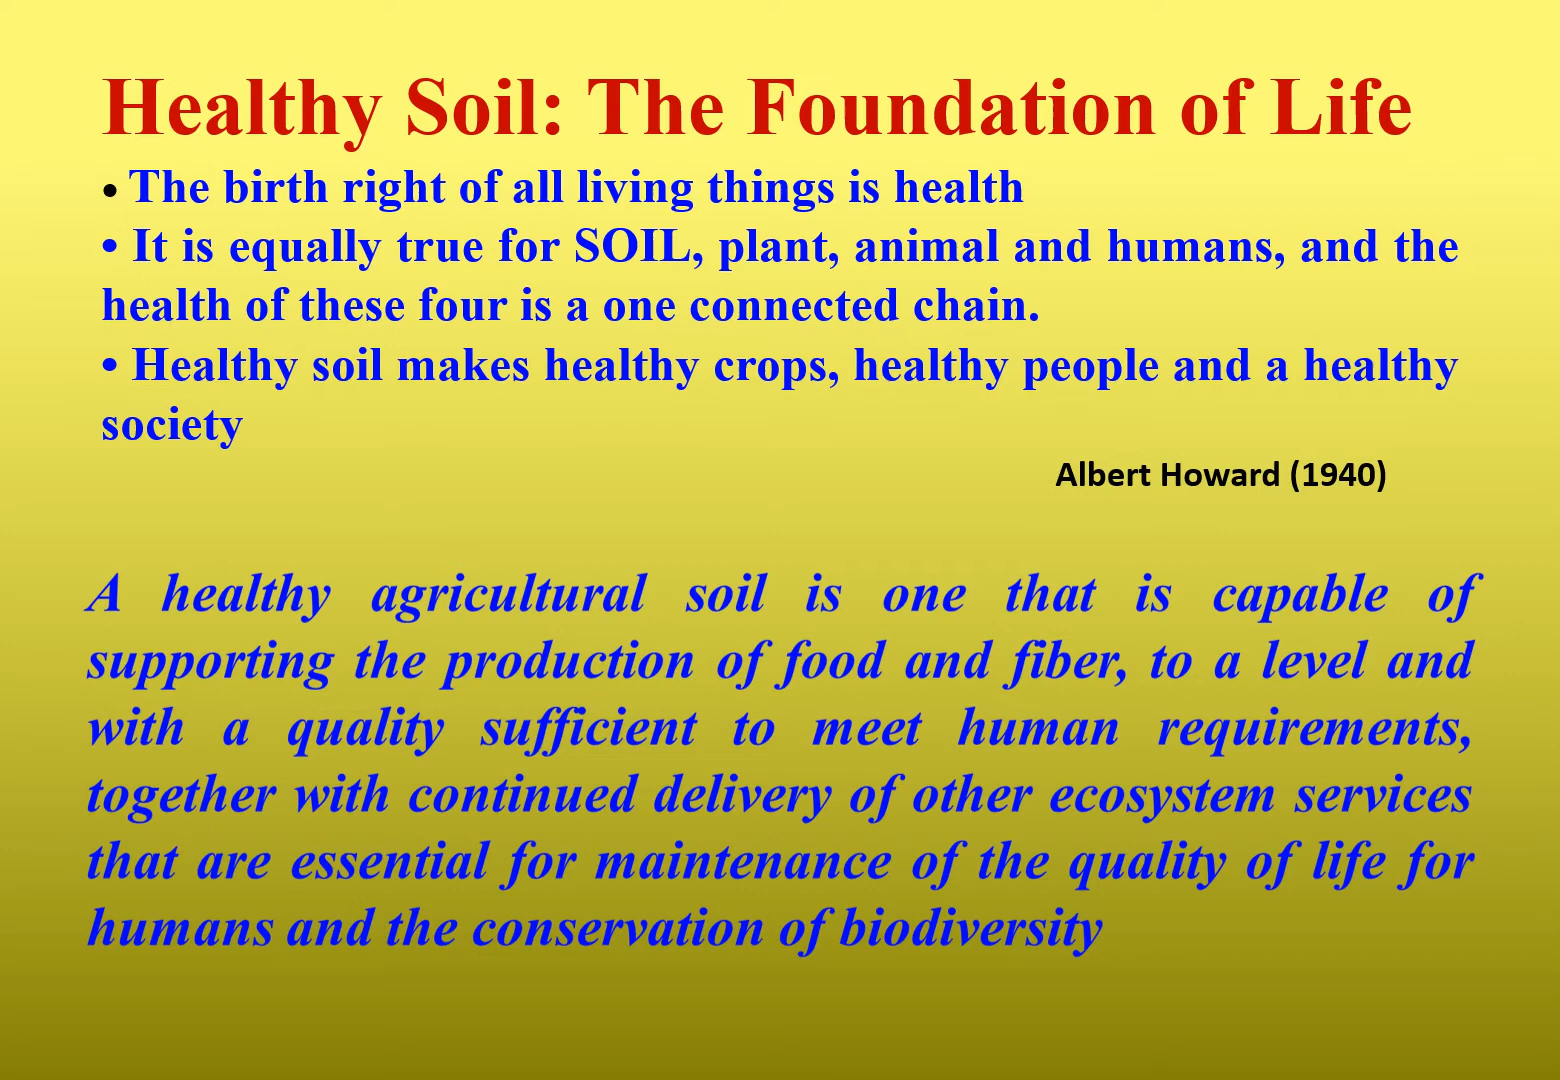 Healthy Soil: The Foundation of Life
• The birth right of all living things is health
• It is equally true for SOIL, plant, animal and humans, and the
health of these four is a one connected chain.
• Healthy soil makes healthy crops, healthy people and a healthy
society
Albert Howard (1940)
A healthy agricultural soil is one that is capable of
supporting the production of food and fiber, to a level and
with a quality sufficient to meet human requirements,
together with continued delivery of other ecosystem services
that are essential for maintenance of the quality of life for
humans and the conservation of biodiversity